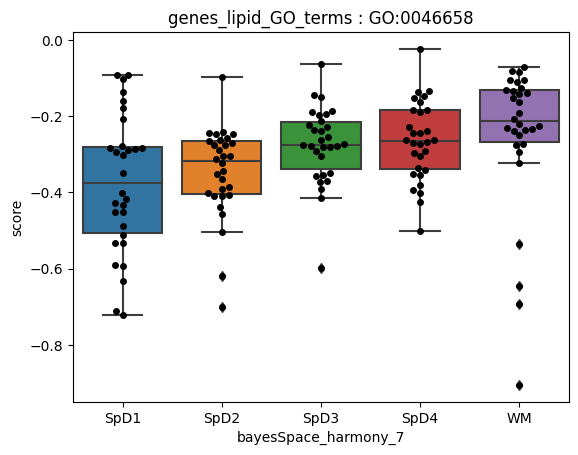 genes_lipid_GO_terms : GO:0046658
0.0
−0.2
−0.4
−0.6
−0.8
score
SpD1 SpD2 SpD3 SpD4 WM
bayesSpace_harmony_7